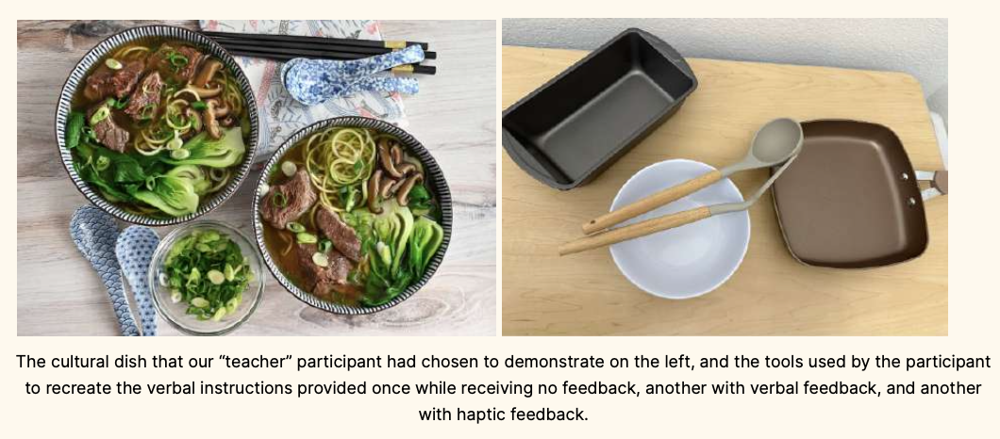 The cultural dish that our “teacher” participant had chosen to demonstrate on the left, and the tools used by the participant
to recreate the verbal instructions provided once while receiving no feedback, another with verbal feedback, and another
with haptic feedback.